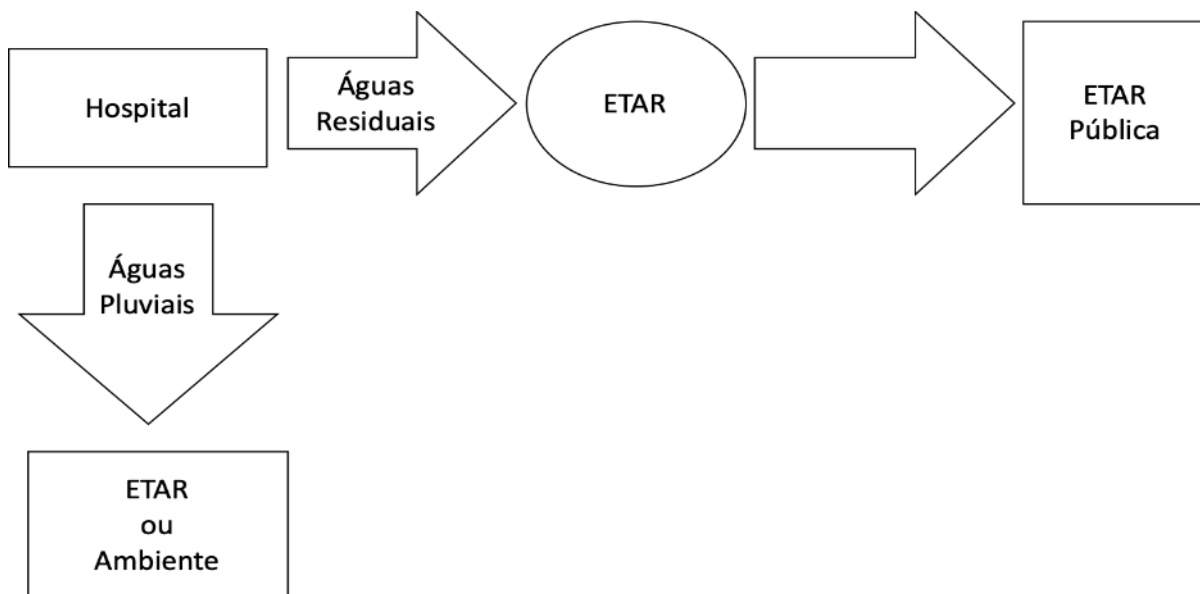 Hospital
Águas
Residuais
ETAR
ETAR
Pública
Águas
Pluviais
ETAR
ou
Ambiente